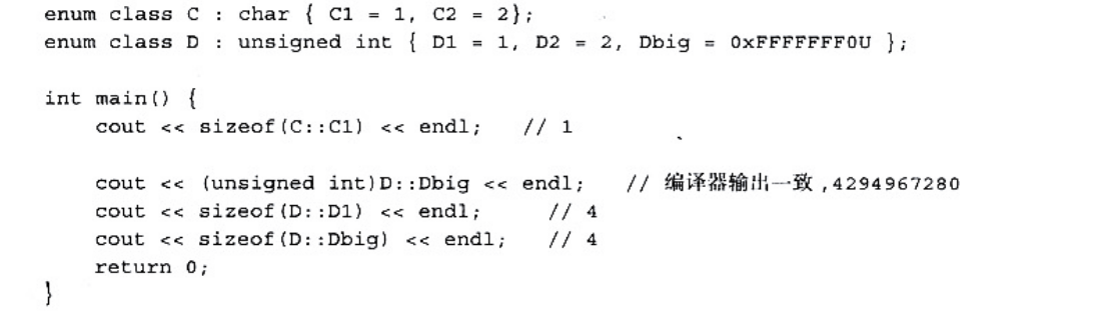 enum class C : char { C1 = 1, C2 = 2};
enum class D : unsigned int { D1 = 1, D2 = 2, Dbig = 0xFFFFFFF0U };
int main() {
cout << sizeof(C::C1) << endl; // 1
cout << (unsigned int)D::Dbig << endl; // 编译器输出一致,4294967280
cout << sizeof(D::D1) << endl; // 4
cout << sizeof(D::Dbig) << endl; // 4
return 0;
}